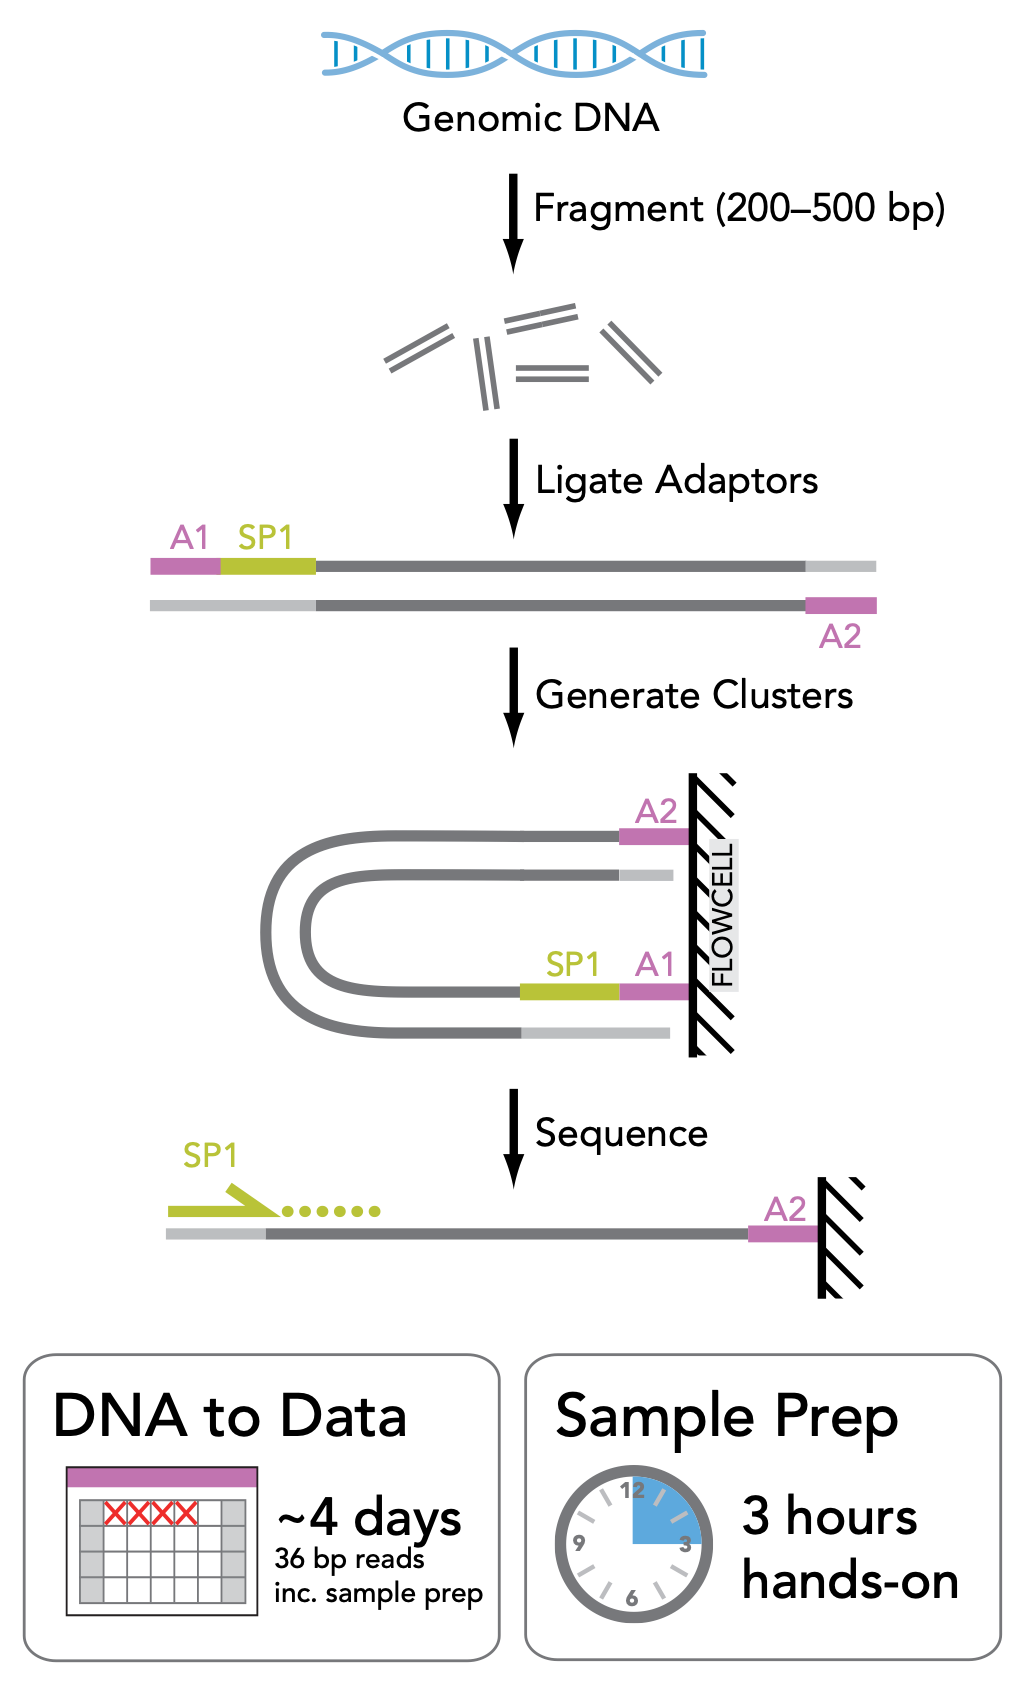 Genomic DNA
Fragment (200–500 bp)
Ligate Adaptors
A1 SP1
A2
Generate Clusters
A2
FLOWCELL
SP1 A1
Sequence
SP1
A2
DNA to Data
~4 days
36 bp reads
inc. sample prep
Sample Prep
12
3
6
9
3 hours
hands-on